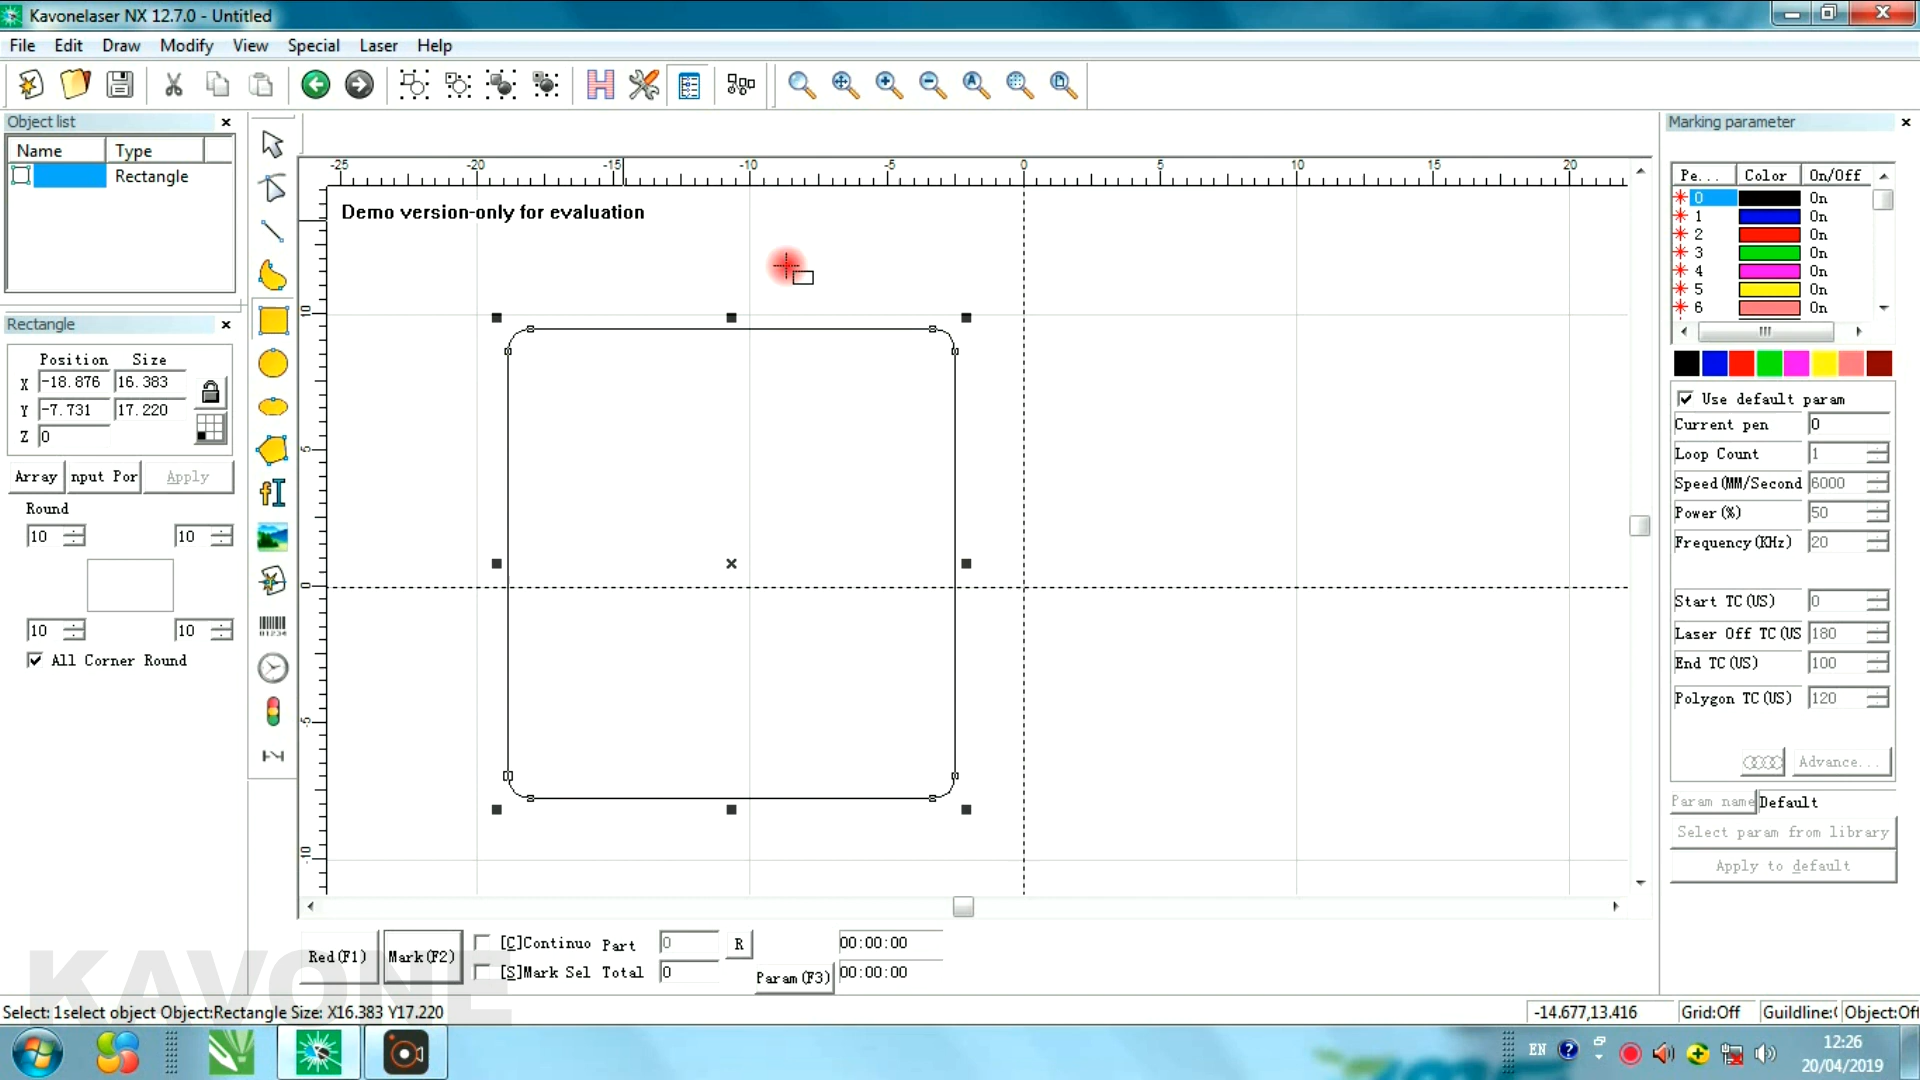 Kavonelaser NX 12.7.0 - Untitled
File Edit Draw Modify View Special Laser Help
Object list
Name Type
Rectangle
Rectangle
Position Size
X -18.876 16.383
Y -7.731 17.220
Z 0
Array nput Por Apply
Round
10 10
10 10
All Corner Round
-25 -20 -15 -10 -5 0 5 10 15 20
10
5
0
-5
-10
Demo version-only for evaluation
Marking parameter
Pe... Color On/Off
0 On
1 On
2 On
3 On
4 On
5 On
6 On
Use default param
Current pen 0
Loop Count 1
Speed(MM/Second 6000
Power(%) 50
Frequency(KHz) 20
Start TC(US) 0
Laser Off TC(US 180
End TC(US) 100
Polygon TC(US) 120
Advance...
Param name Default
Select param from library
Apply to default
Red(F1) Mark(F2) [C]Continuo Part 0 R 00:00:00
[S]Mark Sel Total 0 Param(F3) 00:00:00
KAVONE
Select: 1select object Object:Rectangle Size: X16.383 Y17.220
-14.677,13.416 Grid:Off Guildline:( Object:Off
EN
12:26
20/04/2019